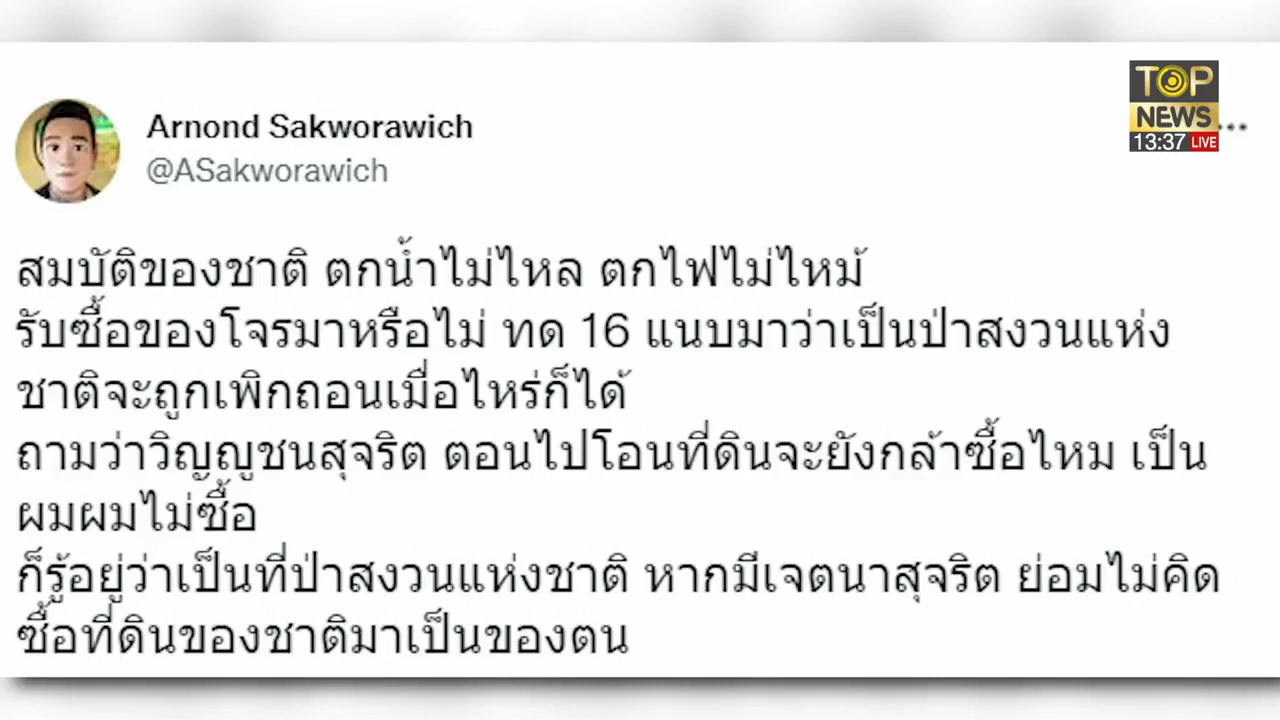 TOP
NEWS
13:37 LIVE
Arnond Sakworawich
@ASakworawich
สมบัติของชาติ ตกน้ำไม่ไหล ตกไฟไม่ไหม้
รับซื้อของโจรมาหรือไม่ ทด 16 แนบมาว่าเป็นป่าสงวนแห่ง
ชาติจะถูกเพิกถอนเมื่อไหร่ก็ได้
ถามว่าวิญญูชนสุจริต ตอนไปโอนที่ดินจะยังกล้าซื้อไหม เป็น
ผมผมไม่ซื้อ
ก็รู้อยู่ว่าเป็นที่ป่าสงวนแห่งชาติ หากมีเจตนาสุจริต ย่อมไม่คิด
ซื้อที่ดินของชาติมาเป็นของตน